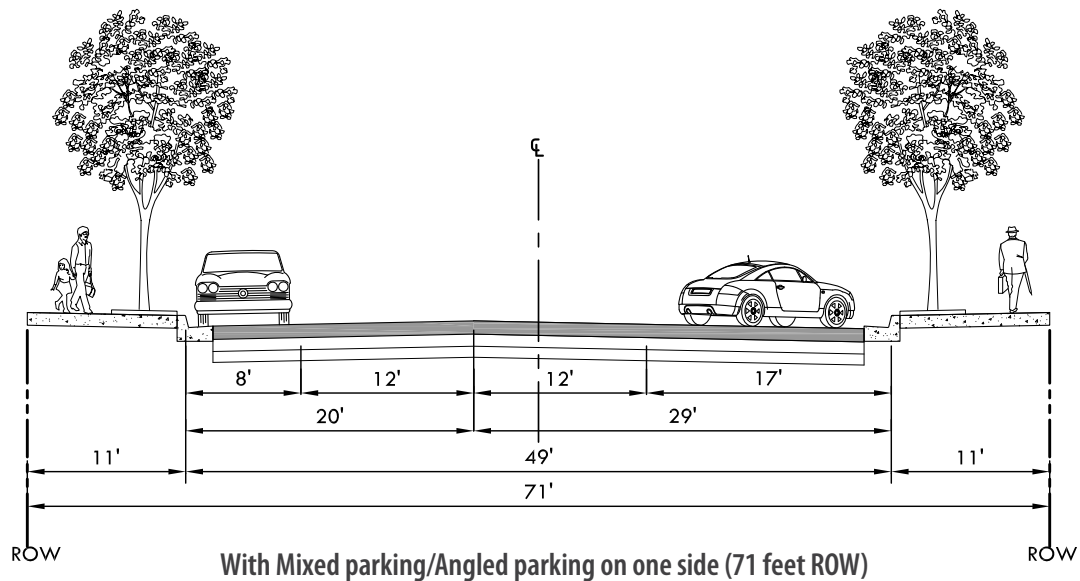 ℄
8' 12' 12' 17'
20' 29'
11' 49' 11'
71'
ROW ROW
With Mixed parking/Angled parking on one side (71 feet ROW)